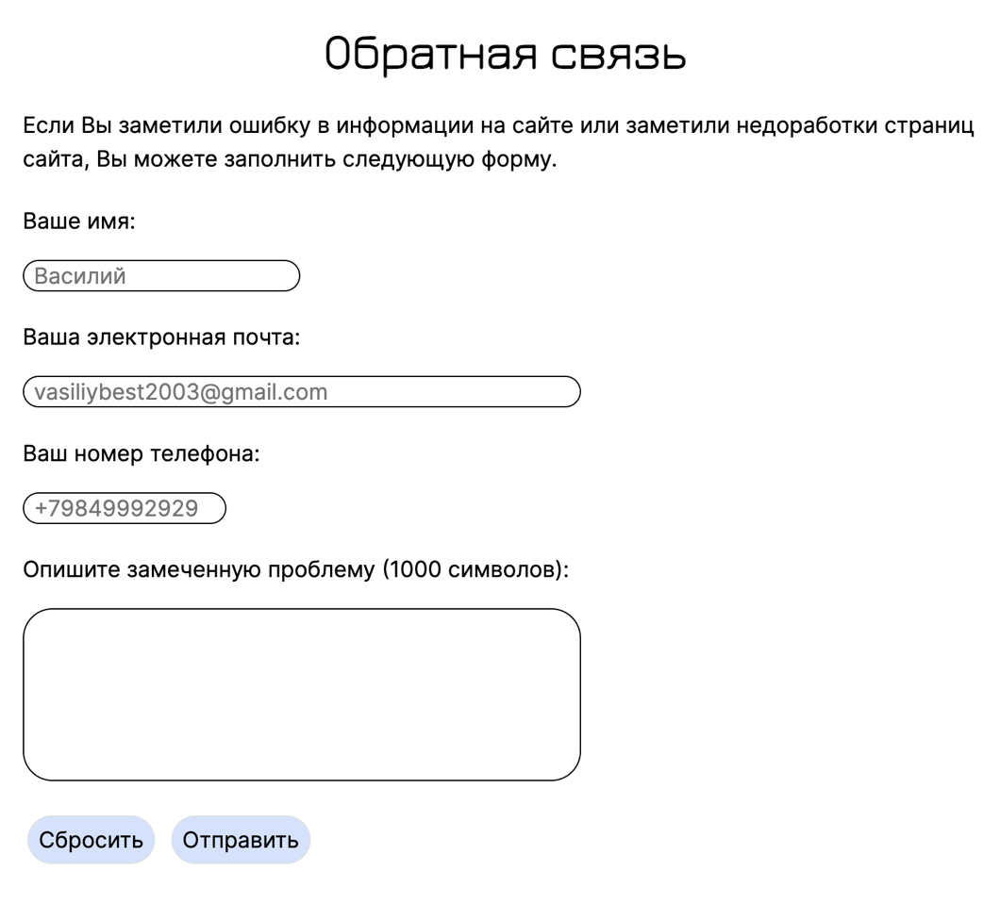 Обратная связь
Если Вы заметили ошибку в информации на сайте или заметили недоработки страниц
сайта, Вы можете заполнить следующую форму.
Ваше имя:
Василий
Ваша электронная почта:
vasiliybest2003@gmail.com
Ваш номер телефона:
+79849992929
Опишите замеченную проблему (1000 символов):
Сбросить Отправить